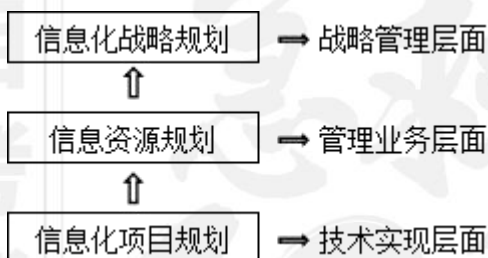 信息化战略规划 ⇒ 战略管理层面
⇑
信息资源规划 ⇒ 管理业务层面
⇑
信息化项目规划 ⇒ 技术实现层面